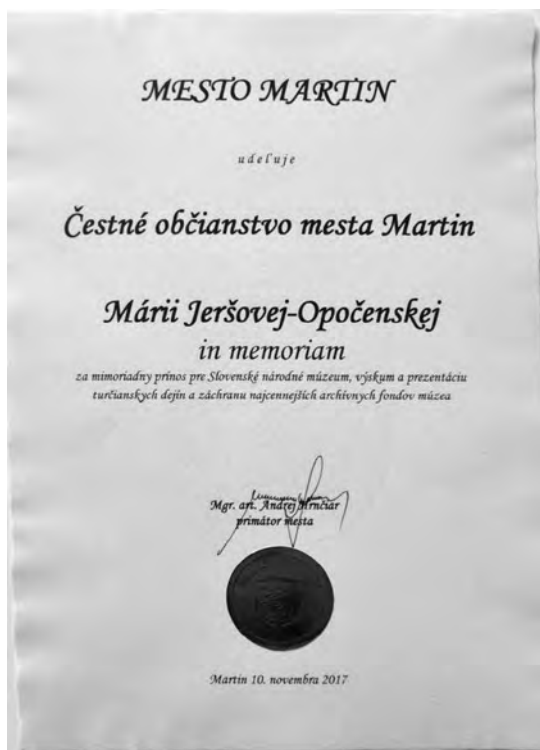 MESTO MARTIN
udeľuje
Čestné občianstvo mesta Martin
Márii Jeršovej-Opočenskej
in memoriam
za mimoriadny prínos pre Slovenské národné múzeum, výskum a prezentáciu
turčianskych dejín a záchranu najcennejších archívnych fondov múzea
Mgr. art. Andrej Hrnčiar
primátor mesta
Martin 10. novembra 2017